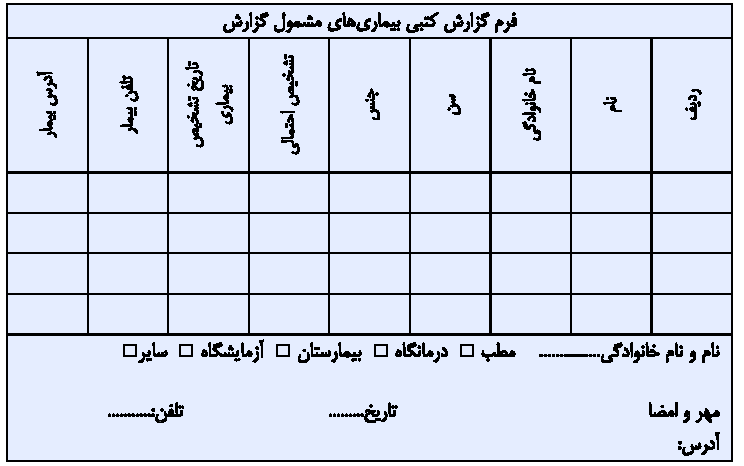 فرم گزارش کتبی بیماری‌های مشمول گزارش
ردیف
نام
نام خانوادگی
سن
جنس
تشخیص احتمالی
تاریخ تشخیص
بیماری
تلفن بیمار
آدرس بیمار
نام و نام خانوادگی............... مطب □ درمانگاه □ بیمارستان □ آزمایشگاه □ سایر□
مهر و امضا تاریخ......... تلفن:...........
آدرس: